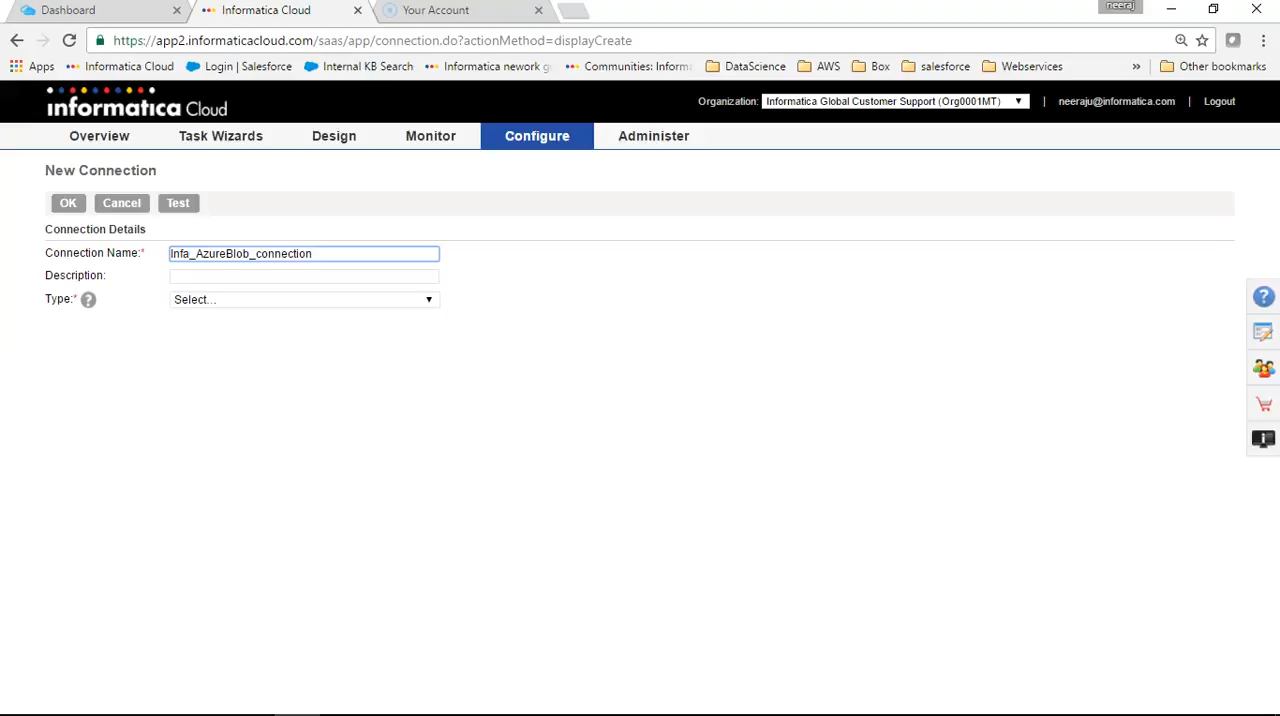 Dashboard
Informatica Cloud
Your Account
neeraj
https://app2.informaticacloud.com/saas/app/connection.do?actionMethod=displayCreate
Apps
Informatica Cloud
Login | Salesforce
Internal KB Search
Informatica nework g
Communities: Inform
DataScience
AWS
Box
salesforce
Webservices
»
Other bookmarks
informatica Cloud
Organization: Informatica Global Customer Support (Org0001MT) | neeraju@informatica.com | Logout
Overview
Task Wizards
Design
Monitor
Configure
Administer
New Connection
OK
Cancel
Test
Connection Details
Connection Name:* Infa_AzureBlob_connection
Description:
Type:* ? Select...